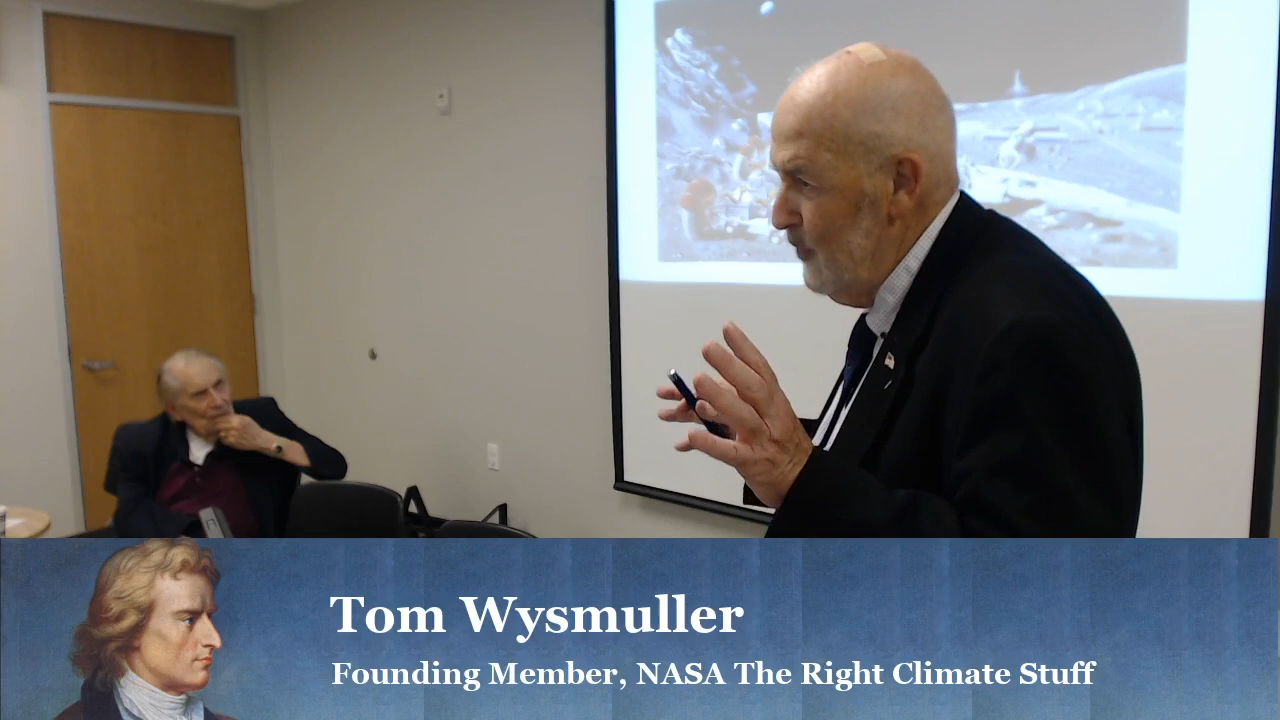 Tom Wysmuller
Founding Member, NASA The Right Climate Stuff